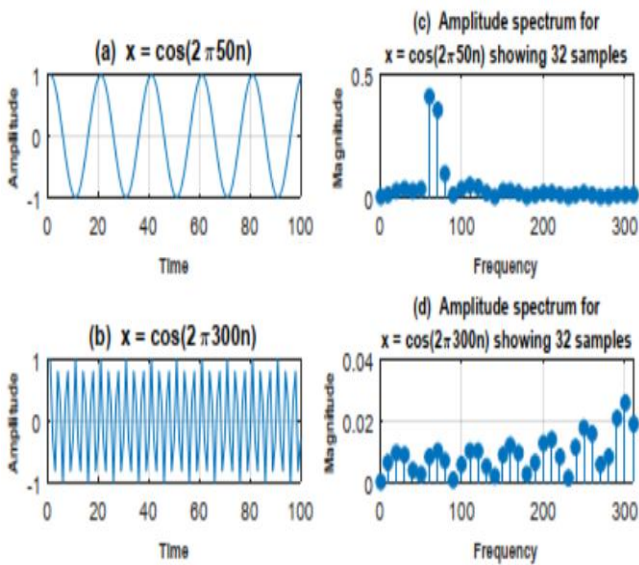 (a) x = cos(2π50n)
Amplitude
1
0
-1
0 20 40 60 80 100
Time
(c) Amplitude spectrum for
x = cos(2π50n) showing 32 samples
Magnitude
0.5
0
0 100 200 300
Frequency
(b) x = cos(2π300n)
Amplitude
1
0
-1
0 20 40 60 80 100
Time
(d) Amplitude spectrum for
x = cos(2π300n) showing 32 samples
Magnitude
0.04
0.02
0
0 100 200 300
Frequency